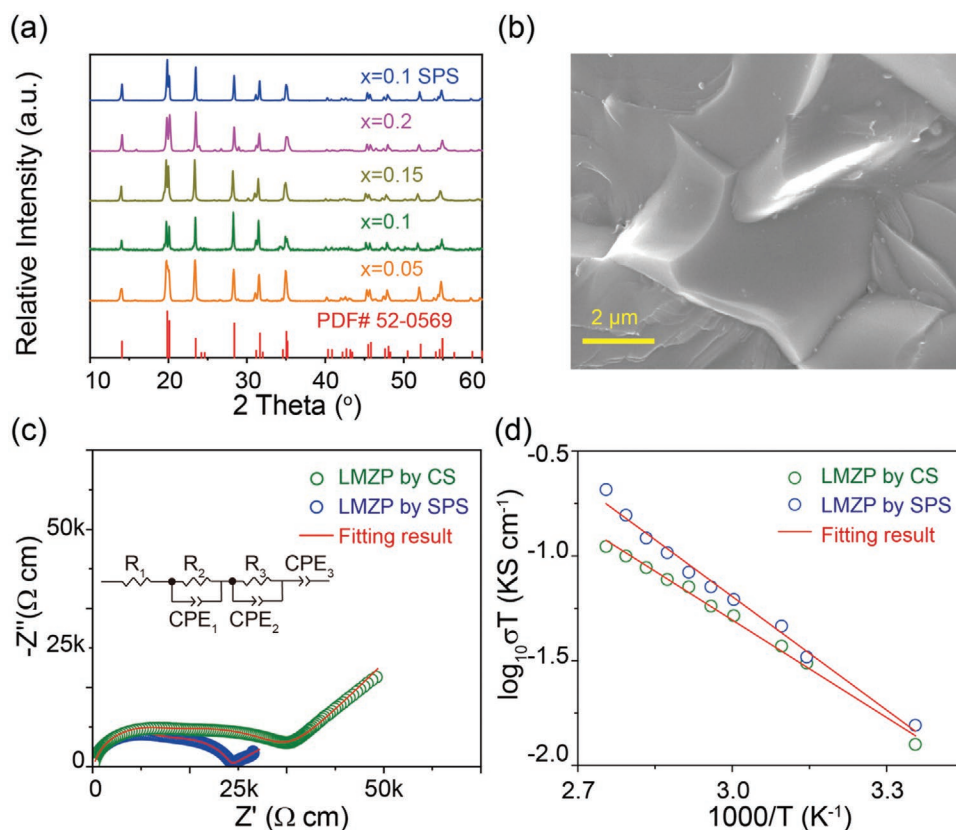 (a)
Relative Intensity (a.u.)
x=0.1 SPS
x=0.2
x=0.15
x=0.1
x=0.05
PDF# 52-0569
10 20 30 40 50 60
2 Theta (°)
(b)
2 μm
(c)
-Z''(Ω cm)
50k
25k
0
LMZP by CS
LMZP by SPS
Fitting result
R1 R2 R3 CPE3
CPE1 CPE2
0 25k 50k
Z' (Ω cm)
(d)
log10σT (KS cm-1)
-0.5
-1.0
-1.5
-2.0
LMZP by CS
LMZP by SPS
Fitting result
2.7 3.0 3.3
1000/T (K-1)